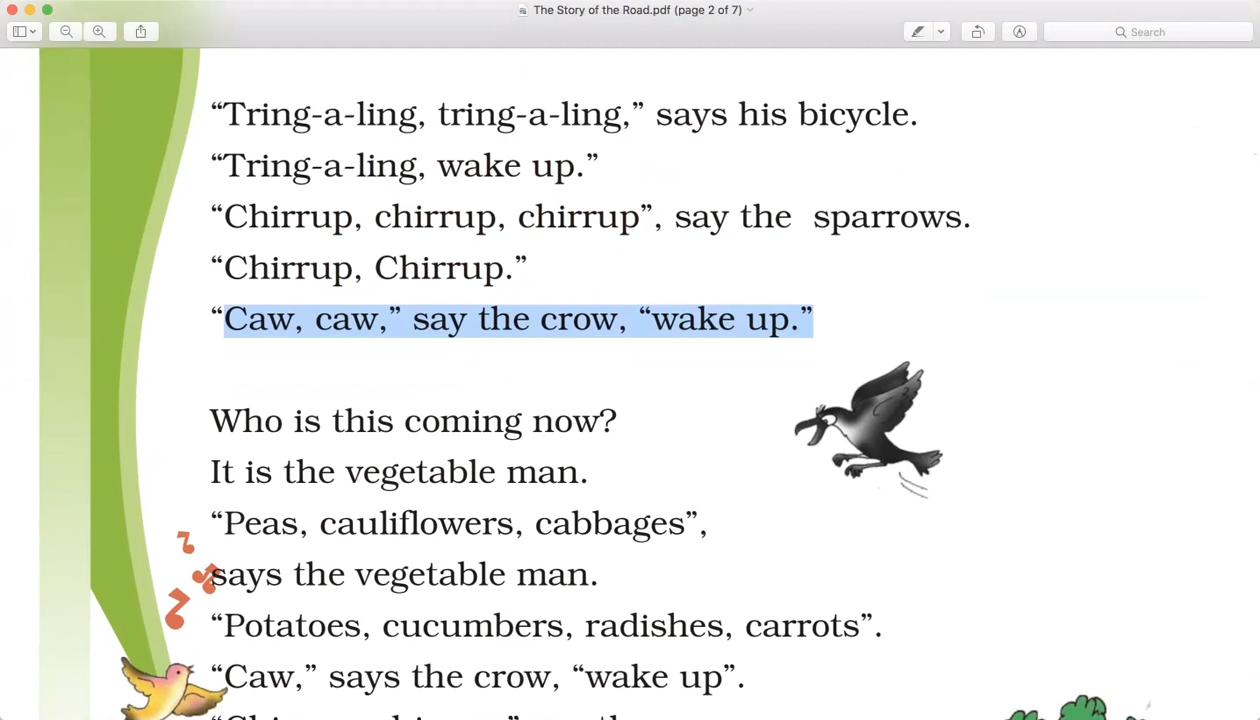 The Story of the Road.pdf (page 2 of 7)
Search
“Tring-a-ling, tring-a-ling,” says his bicycle.
“Tring-a-ling, wake up.”
“Chirrup, chirrup, chirrup”, say the sparrows.
“Chirrup, Chirrup.”
“Caw, caw,” say the crow, “wake up.”
Who is this coming now?
It is the vegetable man.
“Peas, cauliflowers, cabbages”,
says the vegetable man.
“Potatoes, cucumbers, radishes, carrots”.
“Caw,” says the crow, “wake up”.